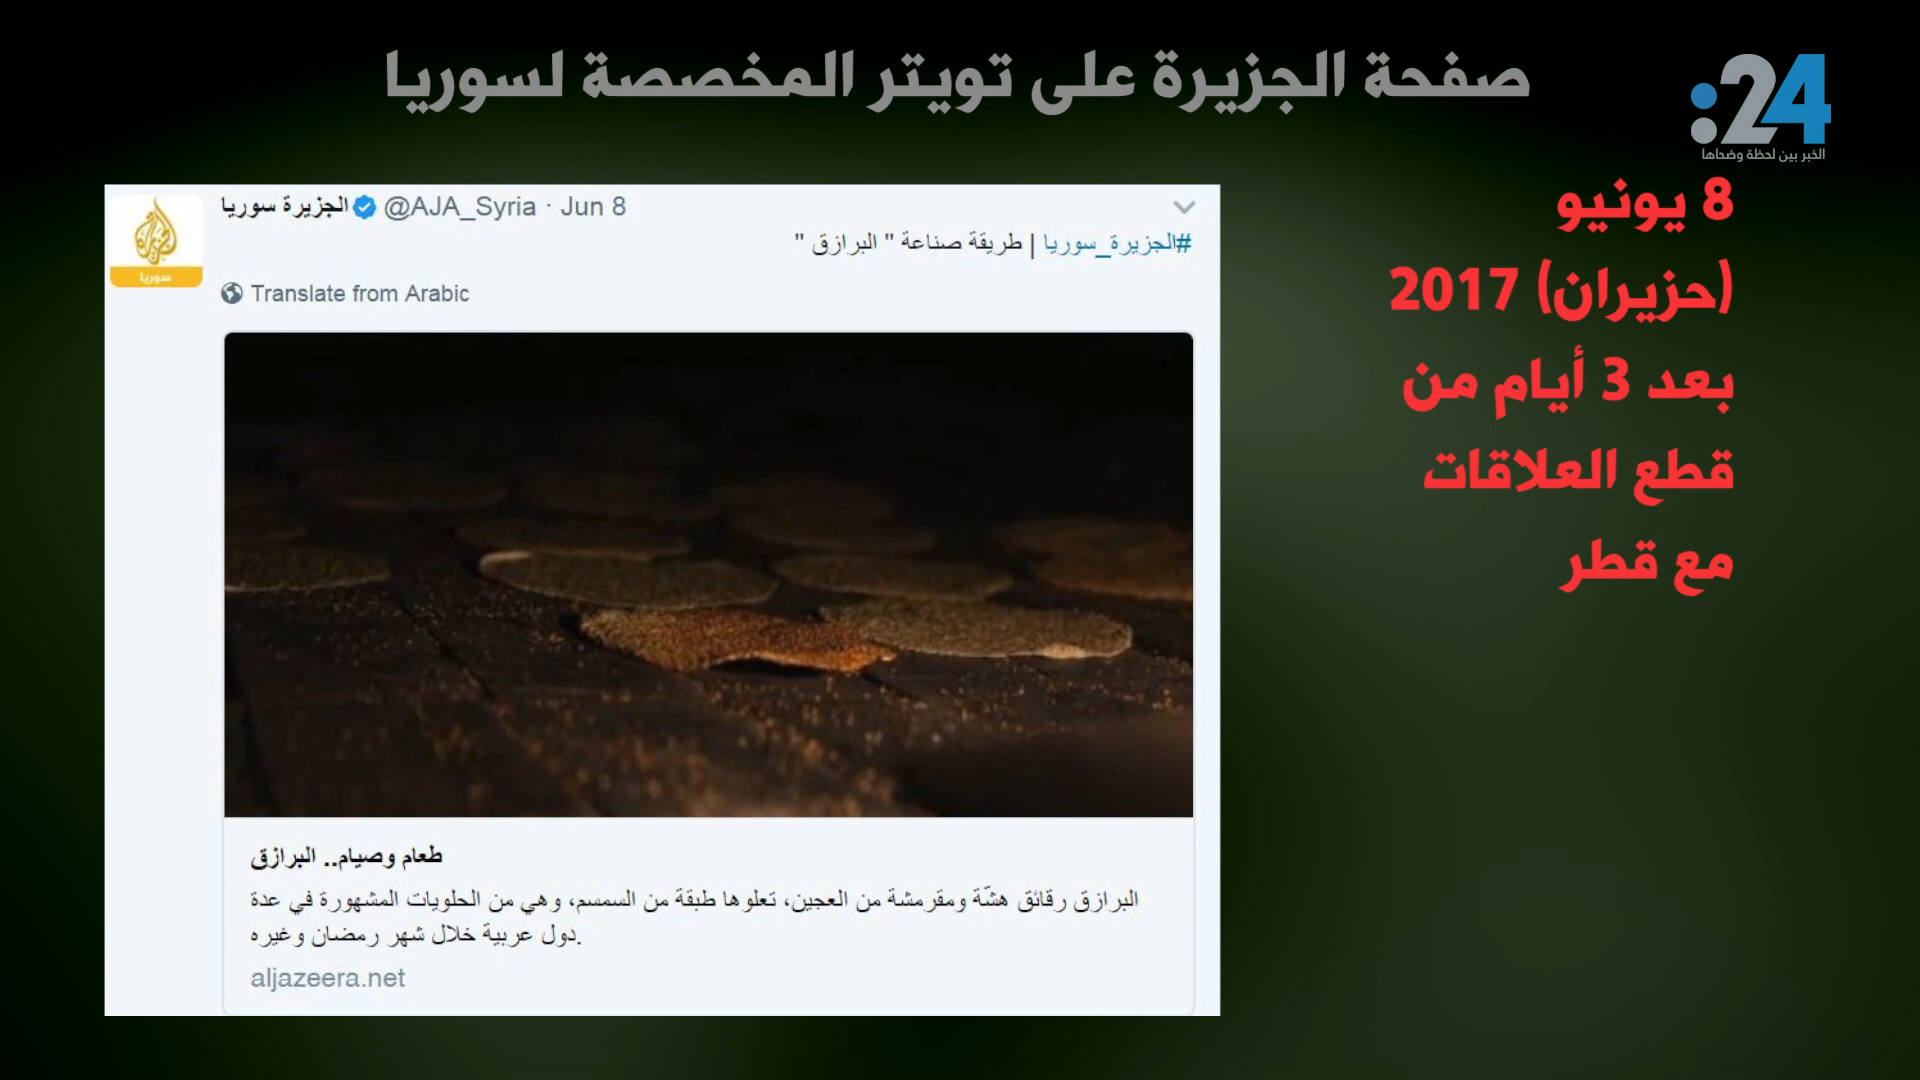 صفحة الجزيرة على تويتر المخصصة لسوريا
:24
الخبر بين لحظة وضحاها
8 يونيو
(حزيران) 2017
بعد 3 أيام من
قطع العلاقات
مع قطر
الجزيرة سوريا @AJA_Syria · Jun 8
#الجزيرة_سوريا | طريقة صناعة " البرازق "
Translate from Arabic
الجزيرة
سوريا
طعام وصيام.. البرازق
البرازق رقائق هشّة ومقرمشة من العجين، تعلوها طبقة من السمسم، وهي من الحلويات المشهورة في عدة
دول عربية خلال شهر رمضان وغيره.
aljazeera.net